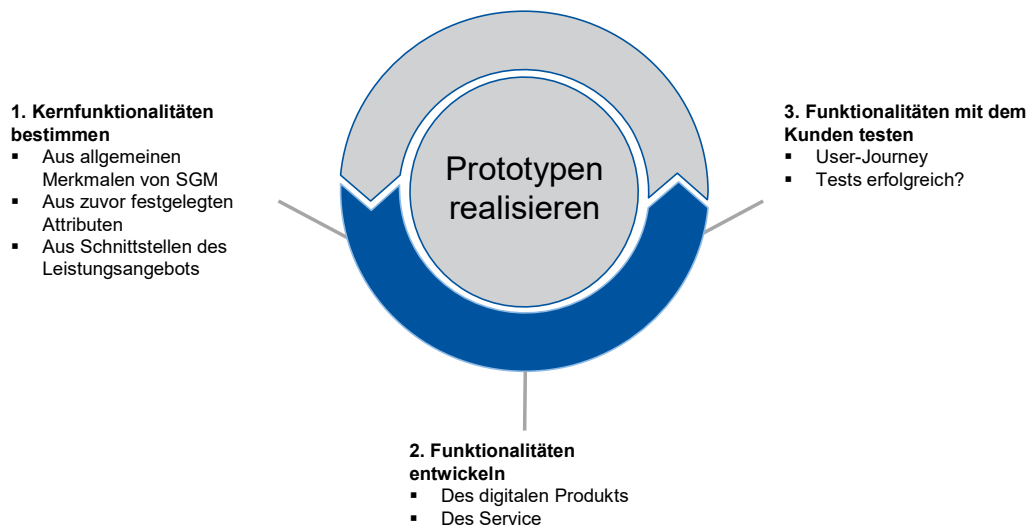 1. Kernfunktionalitäten
bestimmen
▪ Aus allgemeinen
Merkmalen von SGM
▪ Aus zuvor festgelegten
Attributen
▪ Aus Schnittstellen des
Leistungsangebots
Prototypen
realisieren
3. Funktionalitäten mit dem
Kunden testen
▪ User-Journey
▪ Tests erfolgreich?
2. Funktionalitäten
entwickeln
▪ Des digitalen Produkts
▪ Des Service